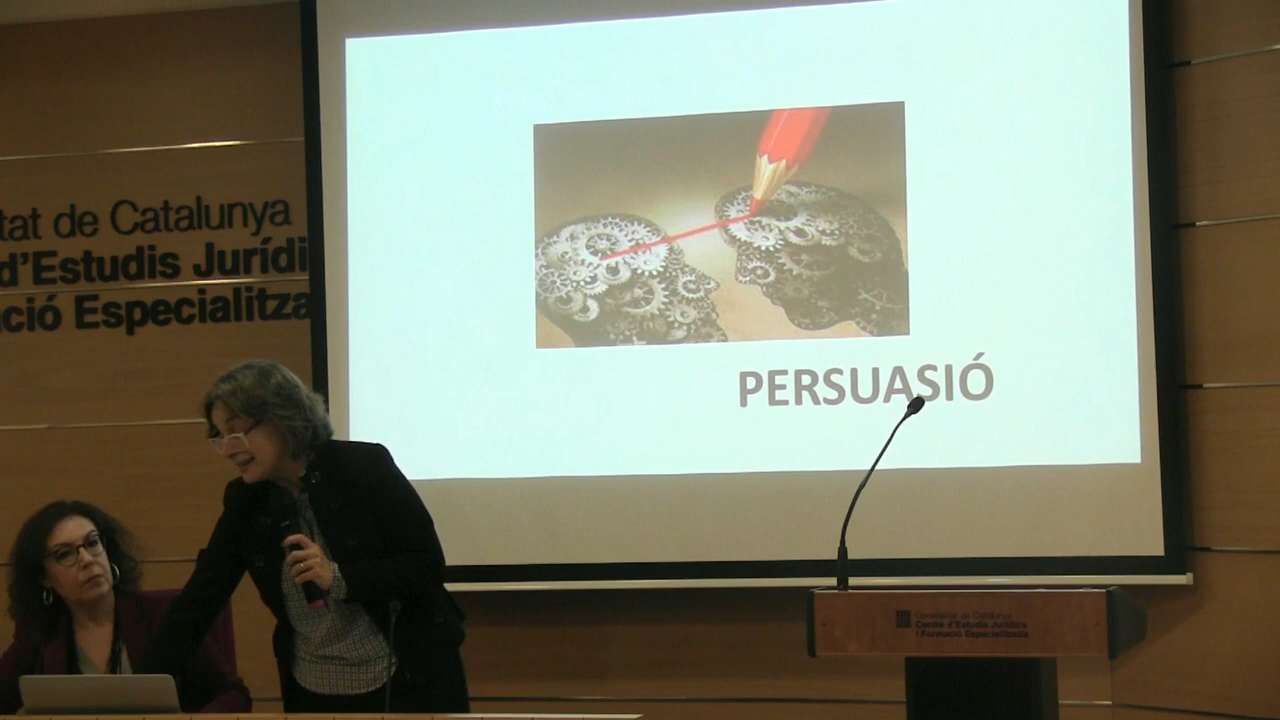 tat de Catalunya
d'Estudis Jurídi
ció Especialitza
PERSUASIÓ
Generalitat de Catalunya
Centre d'Estudis Jurídics
i Formació Especialitzada